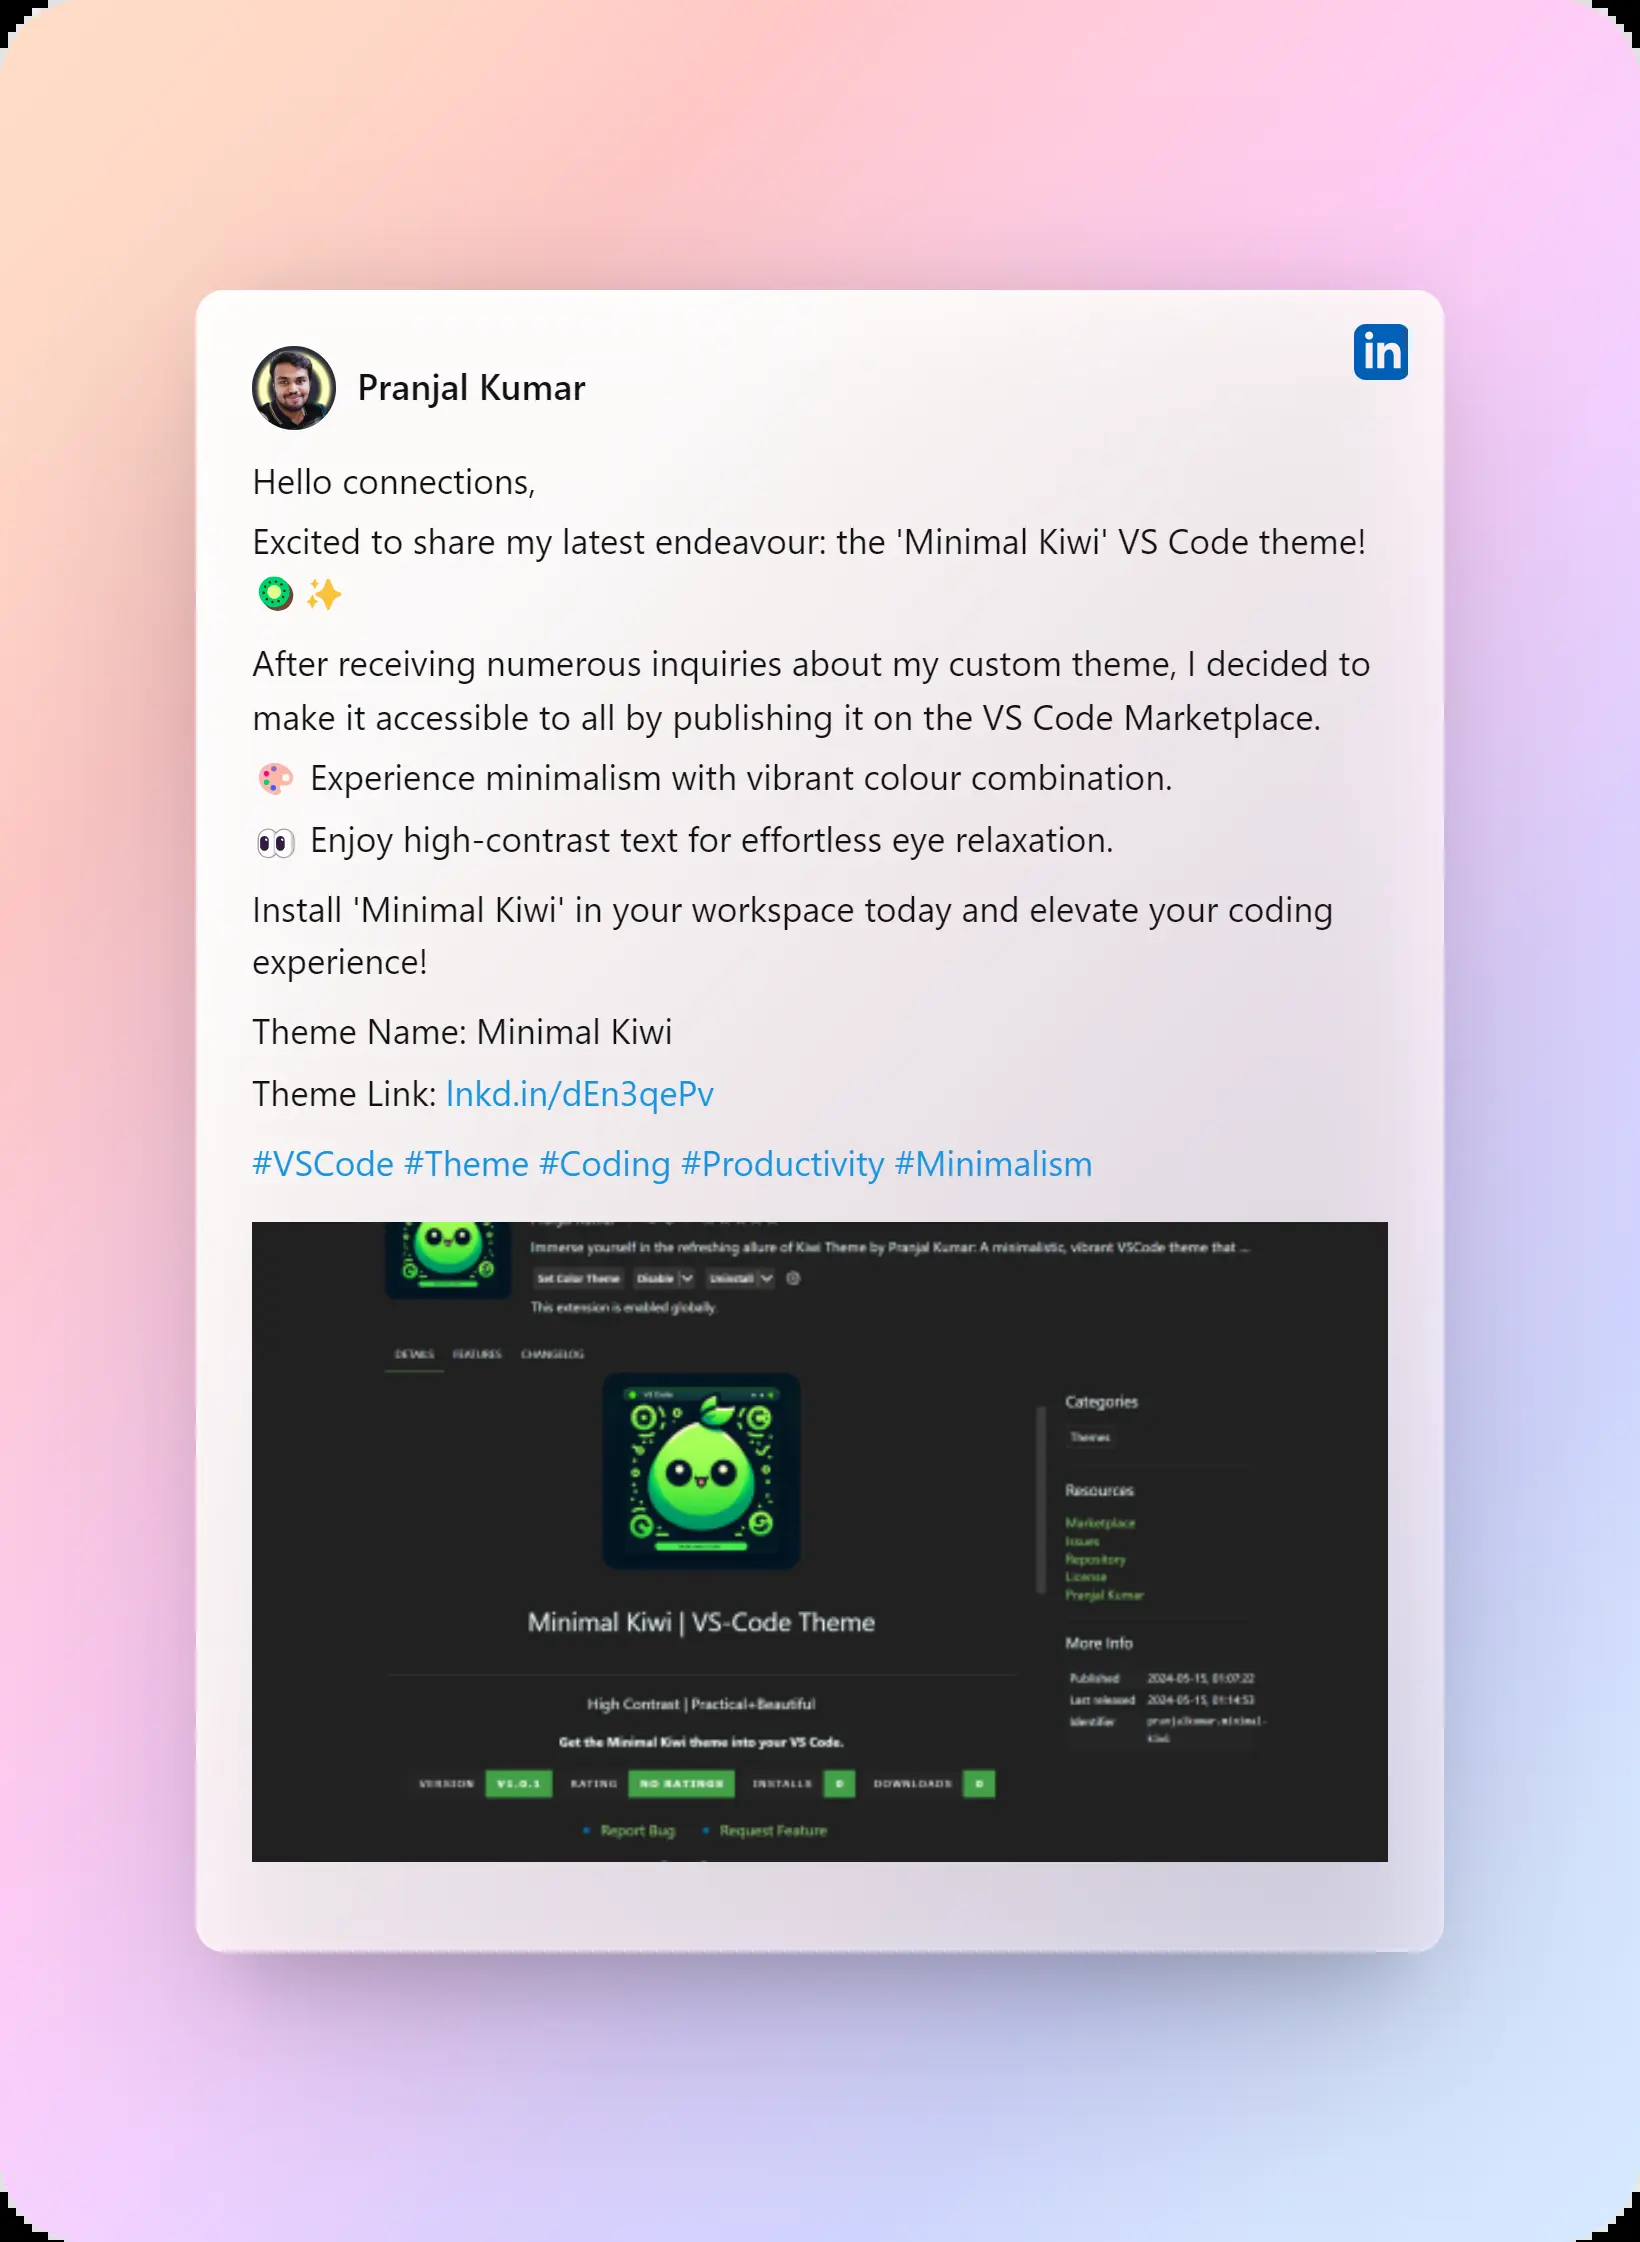 in
Pranjal Kumar
Hello connections,
Excited to share my latest endeavour: the 'Minimal Kiwi' VS Code theme!
🥝 ✨
After receiving numerous inquiries about my custom theme, I decided to
make it accessible to all by publishing it on the VS Code Marketplace.
🎨 Experience minimalism with vibrant colour combination.
👀 Enjoy high-contrast text for effortless eye relaxation.
Install 'Minimal Kiwi' in your workspace today and elevate your coding
experience!
Theme Name: Minimal Kiwi
Theme Link: lnkd.in/dEn3qePv
#VSCode #Theme #Coding #Productivity #Minimalism
Immerse yourself in the refreshing allure of Kiwi Theme by Pranjal Kumar: A minimalistic, vibrant VSCode theme that ...
Set Color Theme Disable Uninstall
This extension is enabled globally.
DETAILS FEATURES CHANGELOG
VS Code
Minimal Kiwi | VS-Code Theme
High Contrast | Practical+Beautiful
Get the Minimal Kiwi theme into your VS Code.
VERSION V1.0.1 RATING NO RATINGS INSTALLS 0 DOWNLOADS 0
Report Bug Request Feature
Categories
Themes
Resources
Marketplace
Issues
Repository
License
Pranjal Kumar
More Info
Published 2024-05-15, 01:07:22
Last released 2024-05-15, 01:14:53
Identifier pranjalkumar.minimal-
kiwi